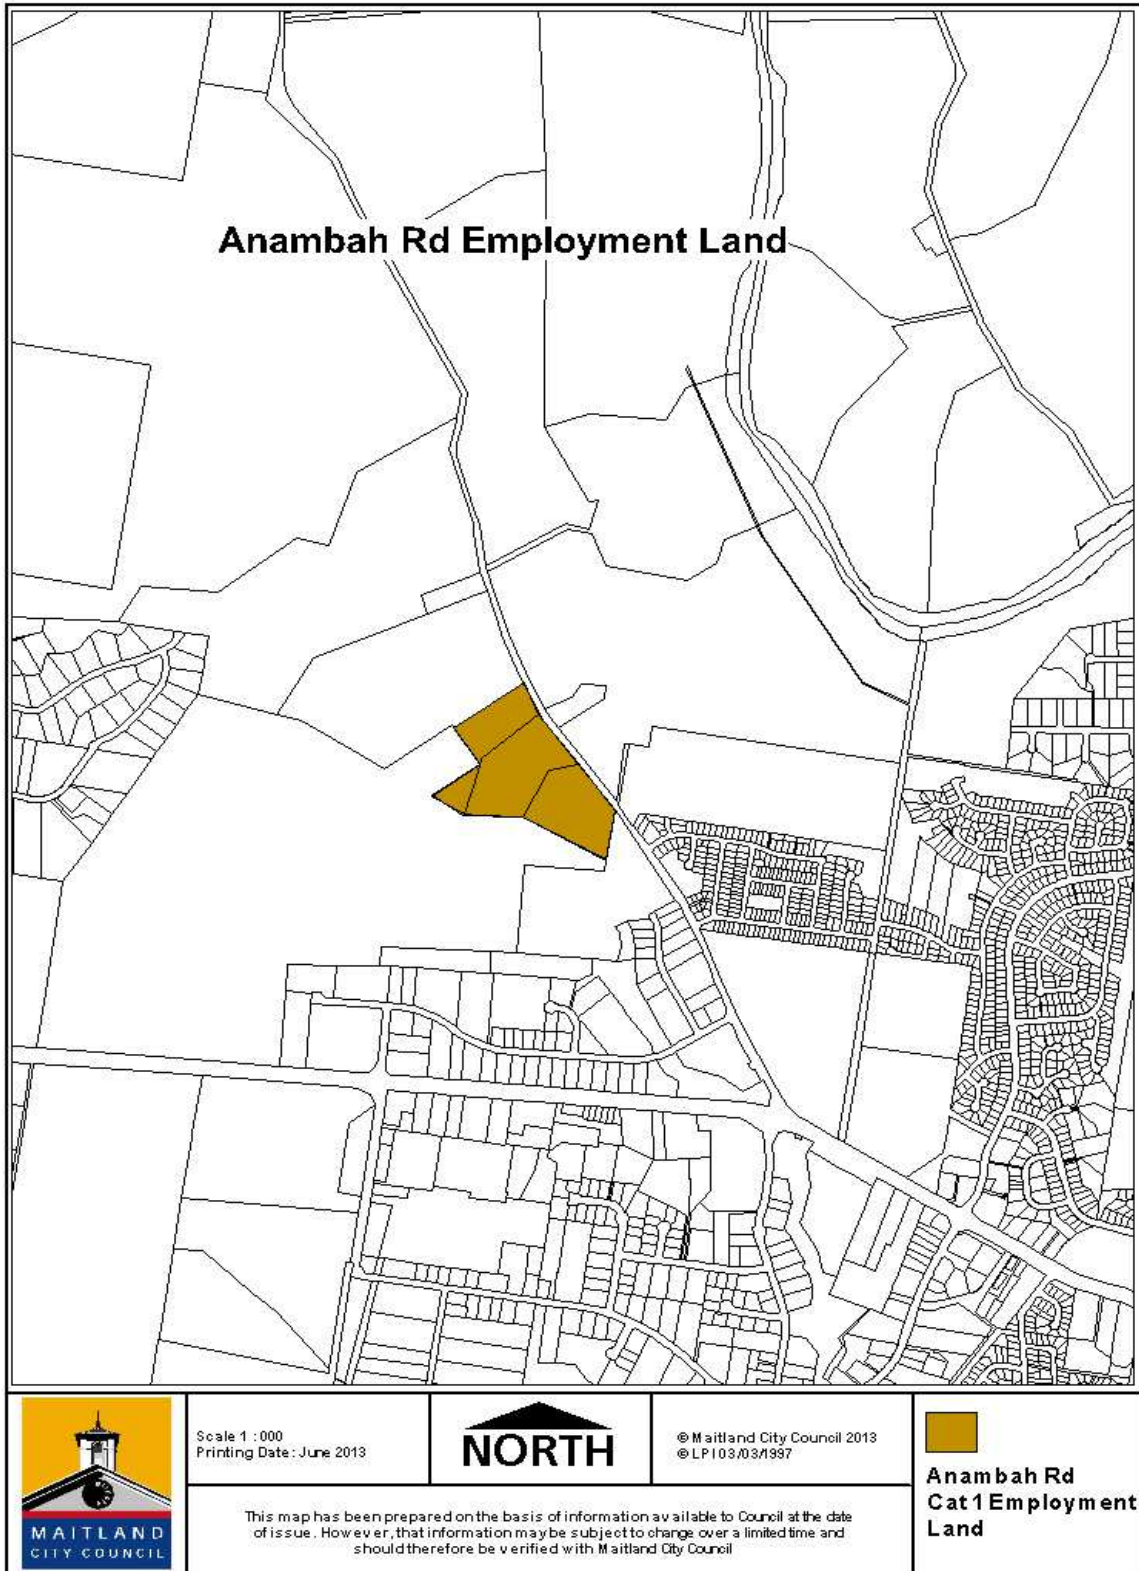 Anambah Rd Employment Land
MAITLAND
CITY COUNCIL
Scale 1 :000
Printing Date: June 2013
NORTH
© Maitland City Council 2013
© LPI 03/03/1997
This map has been prepared on the basis of information available to Council at the date
of issue. However, that information may be subject to change over a limited time and
should therefore be verified with Maitland City Council
Anambah Rd
Cat 1 Employment
Land